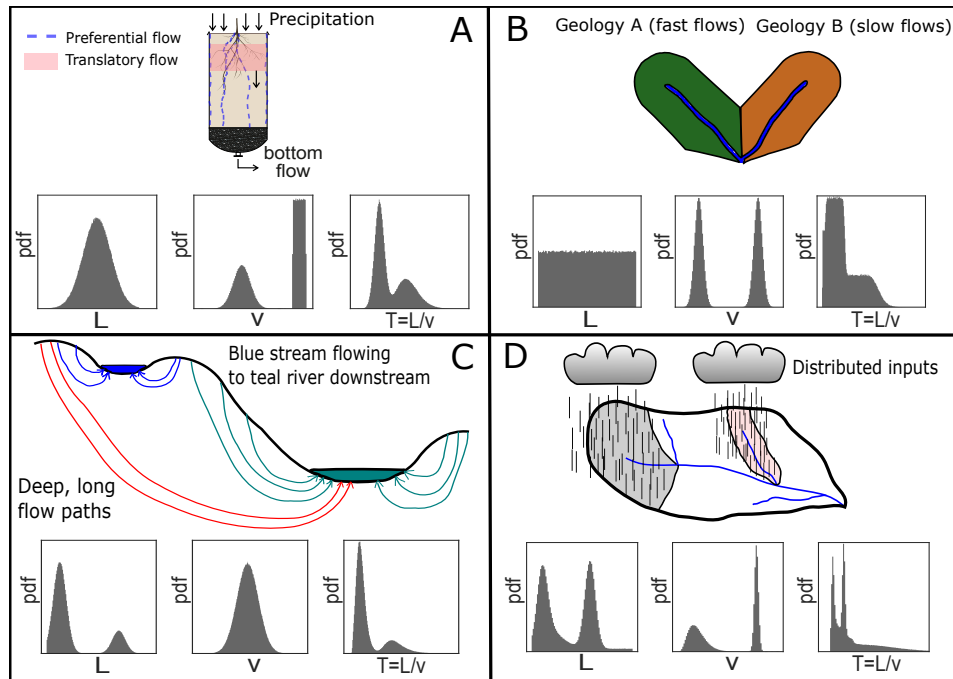 Precipitation
A
Preferential flow
Translatory flow
bottom
flow
pdf
L
pdf
v
pdf
T=L/v
B
Geology A (fast flows) Geology B (slow flows)
pdf
L
pdf
v
pdf
T=L/v
C
Blue stream flowing
to teal river downstream
Deep, long
flow paths
pdf
L
pdf
v
pdf
T=L/v
D
Distributed inputs
pdf
L
pdf
v
pdf
T=L/v